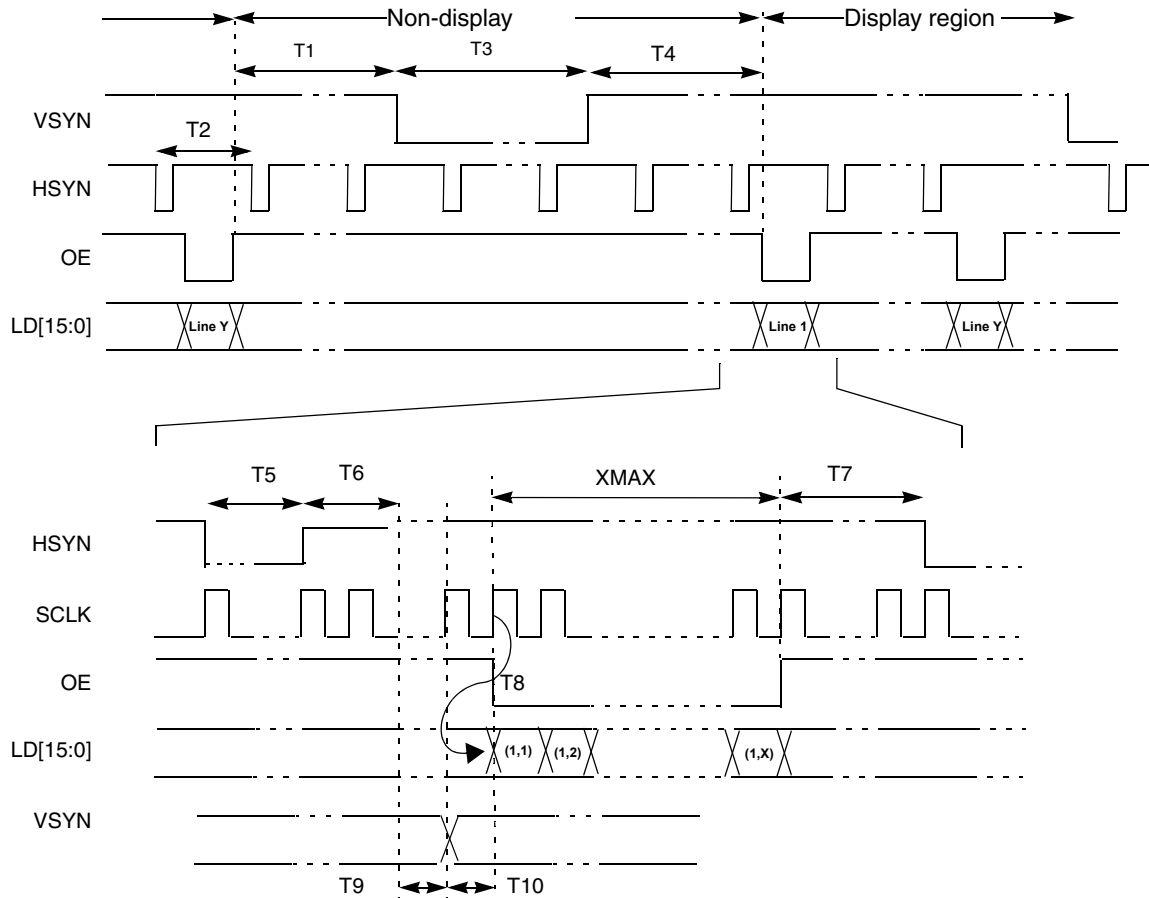 Non-display
Display region
T1
T3
T4
VSYN
T2
HSYN
OE
LD[15:0]
Line Y
Line 1
Line Y
T5
T6
XMAX
T7
HSYN
SCLK
OE
T8
LD[15:0]
(1,1)
(1,2)
(1,X)
VSYN
T9
T10